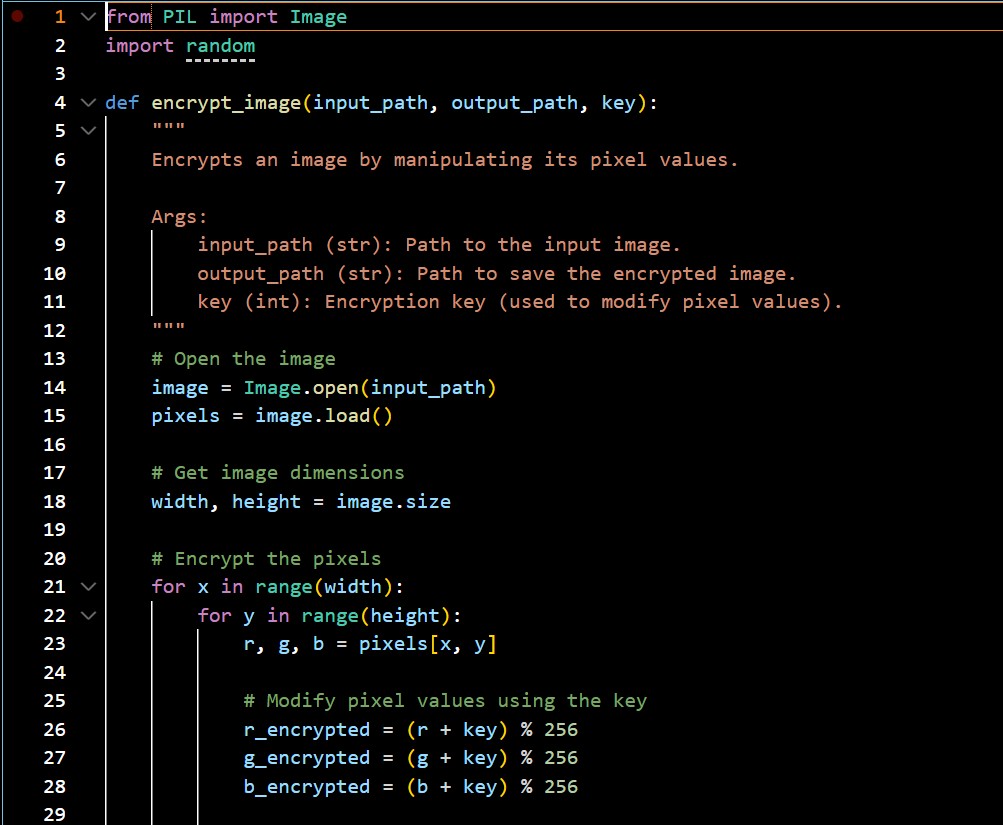 1 from PIL import Image
2 import random
3
4 def encrypt_image(input_path, output_path, key):
5     """
6     Encrypts an image by manipulating its pixel values.
7
8     Args:
9         input_path (str): Path to the input image.
10         output_path (str): Path to save the encrypted image.
11         key (int): Encryption key (used to modify pixel values).
12     """
13     # Open the image
14     image = Image.open(input_path)
15     pixels = image.load()
16
17     # Get image dimensions
18     width, height = image.size
19
20     # Encrypt the pixels
21     for x in range(width):
22         for y in range(height):
23             r, g, b = pixels[x, y]
24
25             # Modify pixel values using the key
26             r_encrypted = (r + key) % 256
27             g_encrypted = (g + key) % 256
28             b_encrypted = (b + key) % 256
29